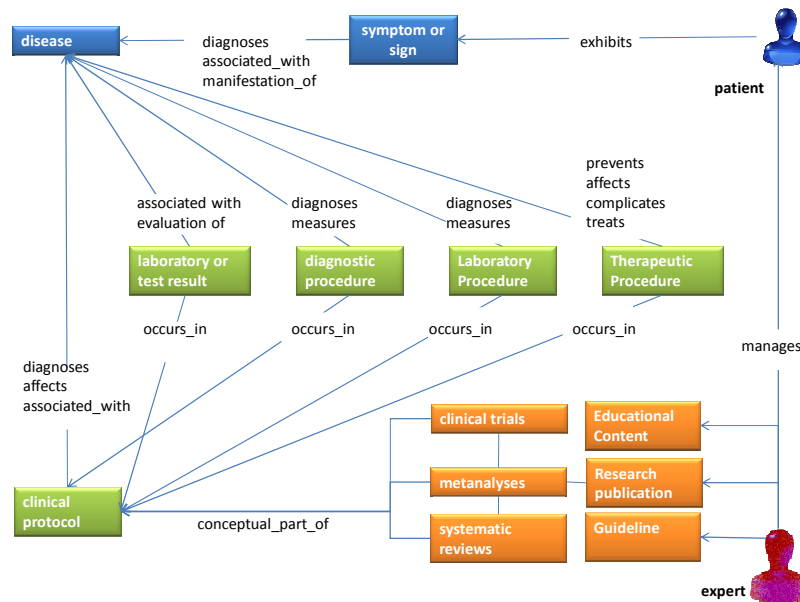 disease
diagnoses
associated_with
manifestation_of
symptom or
sign
exhibits
patient
prevents
affects
complicates
treats
associated with
evaluation of
diagnoses
measures
diagnoses
measures
laboratory or
test result
diagnostic
procedure
Laboratory
Procedure
Therapeutic
Procedure
occurs_in
occurs_in
occurs_in
occurs_in
manages
diagnoses
affects
associated_with
clinical trials
Educational
Content
metanalyses
Research
publication
clinical
protocol
conceptual_part_of
systematic
reviews
Guideline
expert